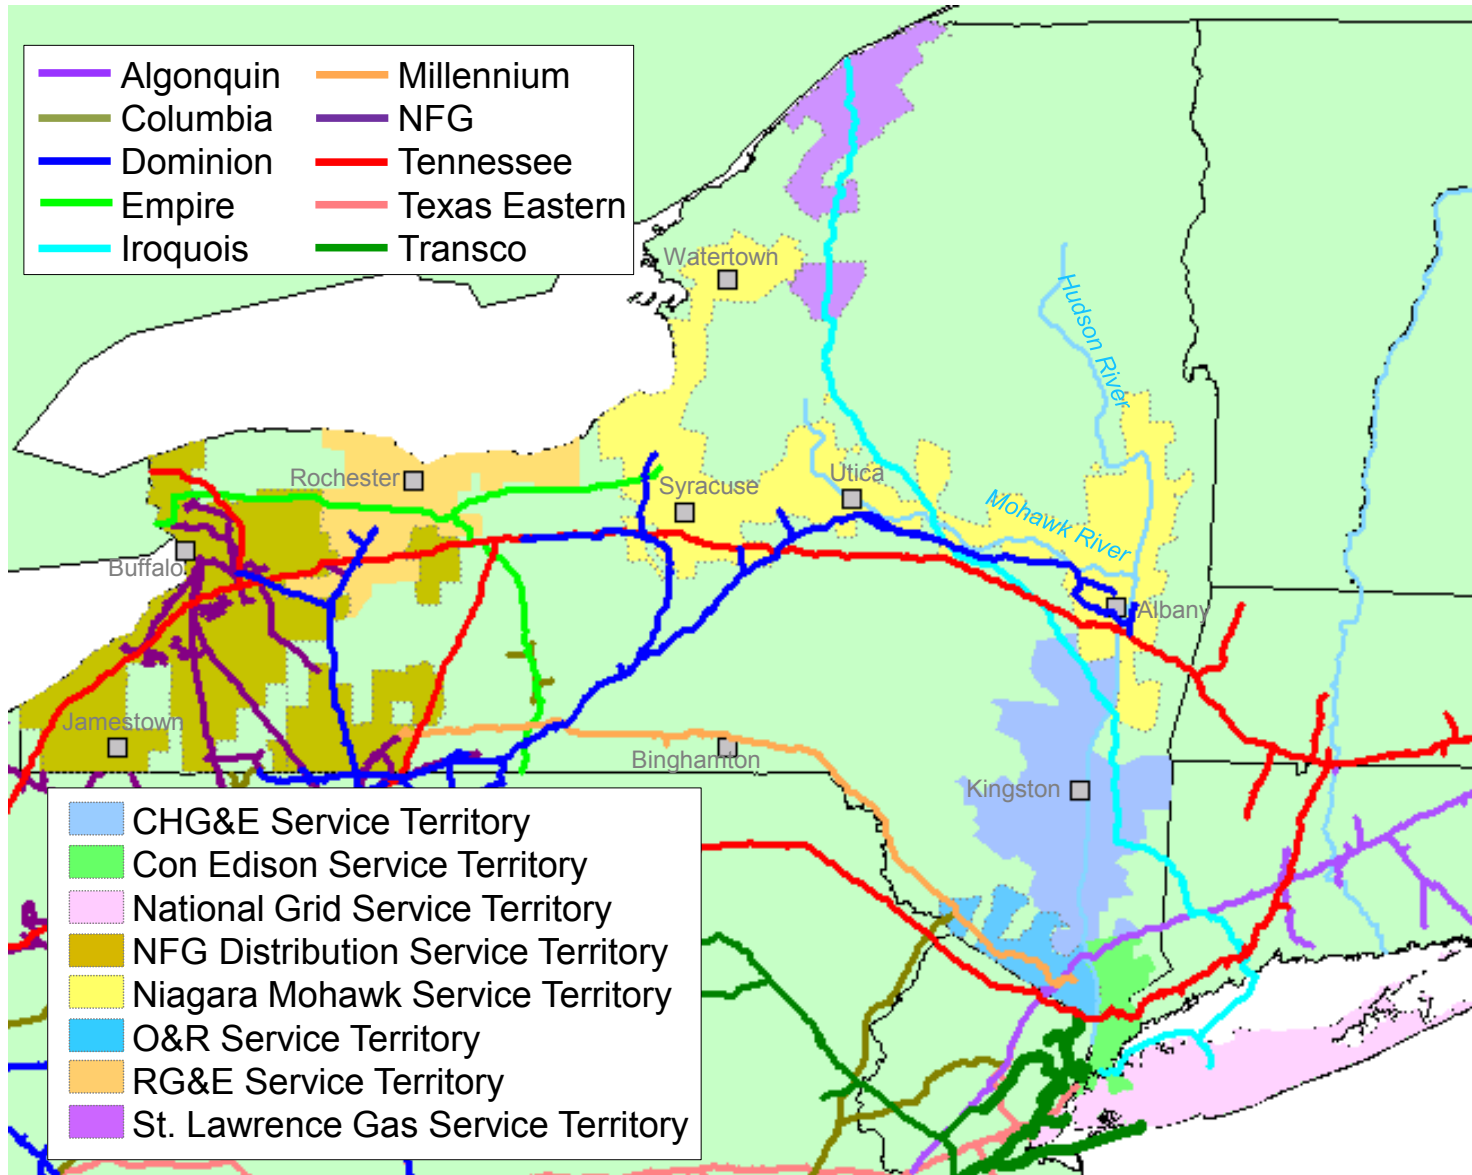 Algonquin
Columbia
Dominion
Empire
Iroquois
Millennium
NFG
Tennessee
Texas Eastern
Transco
Watertown
Hudson River
Rochester
Syracuse
Utica
Mohawk River
Buffalo
Albany
Jamestown
Binghamton
Kingston
CHG&E Service Territory
Con Edison Service Territory
National Grid Service Territory
NFG Distribution Service Territory
Niagara Mohawk Service Territory
O&R Service Territory
RG&E Service Territory
St. Lawrence Gas Service Territory